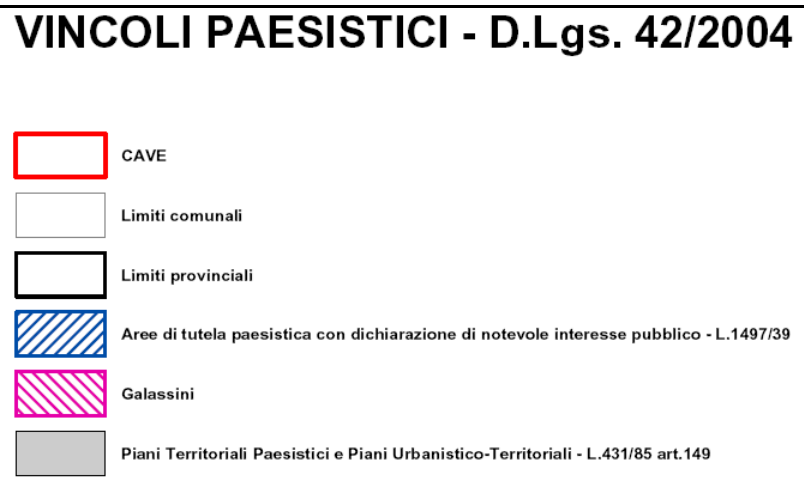 VINCOLI PAESISTICI - D.Lgs. 42/2004
CAVE
Limiti comunali
Limiti provinciali
Aree di tutela paesistica con dichiarazione di notevole interesse pubblico - L.1497/39
Galassini
Piani Territoriali Paesistici e Piani Urbanistico-Territoriali - L.431/85 art.149